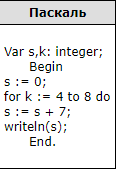 Паскаль
Var s,k: integer;
Begin
s := 0;
for k := 4 to 8 do
s := s + 7;
writeln(s);
End.